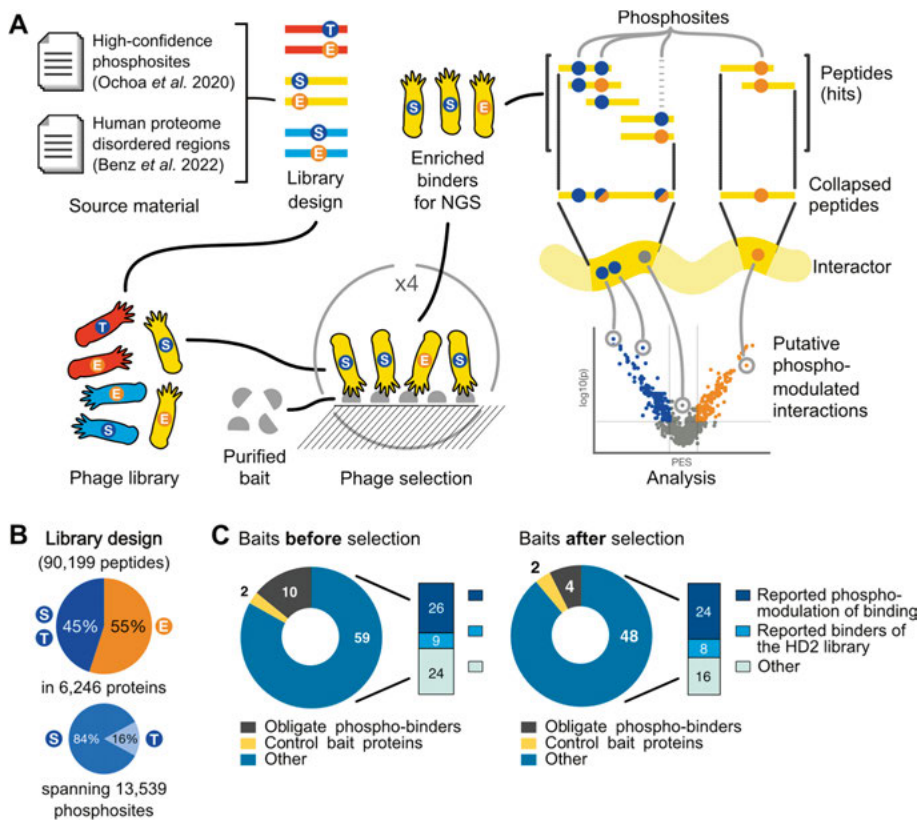 A
High-confidence
phosphosites
(Ochoa et al. 2020)
Human proteome
disordered regions
(Benz et al. 2022)
Source material
T
E
S
E
S
E
Library
design
S
S
E
Enriched
binders
for NGS
Phosphosites
Peptides
(hits)
Collapsed
peptides
Interactor
Putative
phospho-
modulated
interactions
log10(p)
PES
Analysis
T
S
E
E
S
E
Phage library
Purified
bait
x4
S
S
E
S
Phage selection
B
Library design
(90,199 peptides)
S
T
45%
55%
E
in 6,246 proteins
S
84%
16%
T
spanning 13,539
phosphosites
C
Baits before selection
2
10
59
26
9
24
Obligate phospho-binders
Control bait proteins
Other
Baits after selection
2
4
48
24
8
16
Reported phospho-
modulation of binding
Reported binders of
the HD2 library
Other
Obligate phospho-binders
Control bait proteins
Other